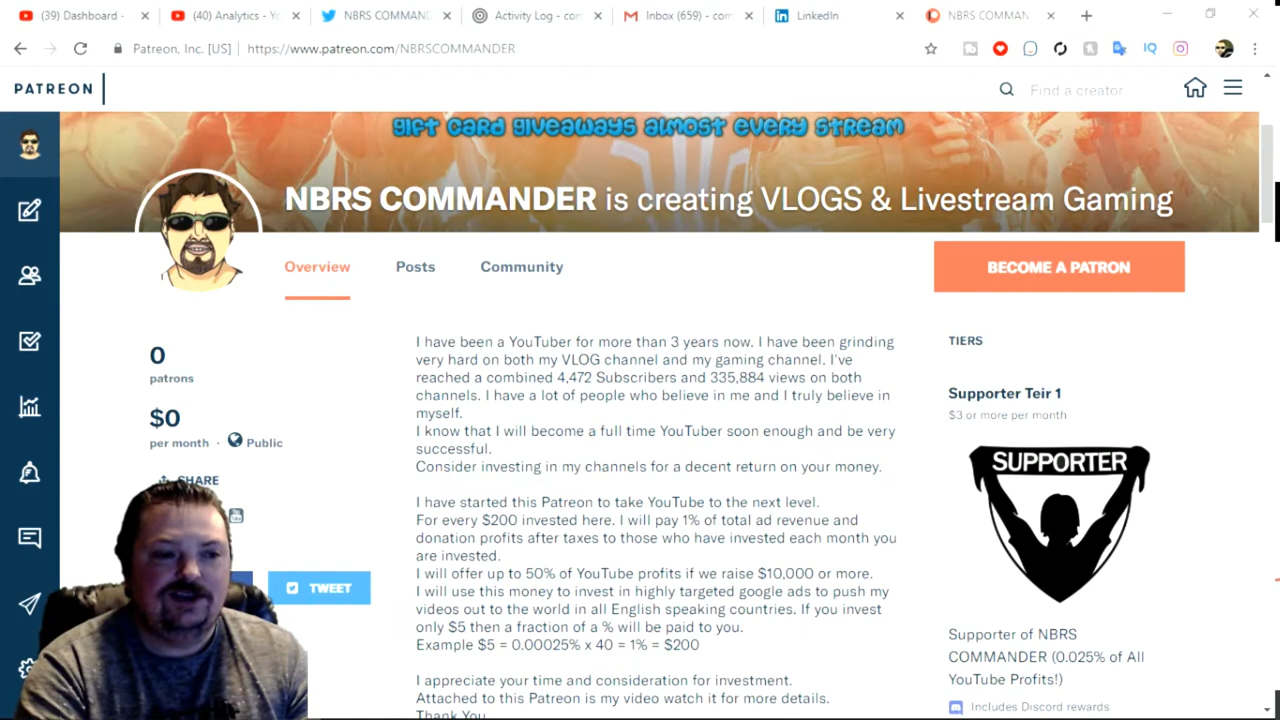 (39) Dashboard -
(40) Analytics - Yo
NBRS COMMAND
Activity Log - con
Inbox (659) - com
LinkedIn
NBRS COMMAN
Patreon, Inc. [US]
https://www.patreon.com/NBRSCOMMANDER
IQ
PATREON
Find a creator
GIFT CARD GIVEAWAYS ALMOST EVERY STREAM
NBRS COMMANDER is creating VLOGS & Livestream Gaming
Overview
Posts
Community
BECOME A PATRON
0
patrons
$0
per month · Public
SHARE
TWEET
I have been a YouTuber for more than 3 years now. I have been grinding
very hard on both my VLOG channel and my gaming channel. I've
reached a combined 4,472 Subscribers and 335,884 views on both
channels. I have a lot of people who believe in me and I truly believe in
myself.
I know that I will become a full time YouTuber soon enough and be very
successful.
Consider investing in my channels for a decent return on your money.
I have started this Patreon to take YouTube to the next level.
For every $200 invested here. I will pay 1% of total ad revenue and
donation profits after taxes to those who have invested each month you
are invested.
I will offer up to 50% of YouTube profits if we raise $10,000 or more.
I will use this money to invest in highly targeted google ads to push my
videos out to the world in all English speaking countries. If you invest
only $5 then a fraction of a % will be paid to you.
Example $5 = 0.00025% x 40 = 1% = $200
I appreciate your time and consideration for investment.
Attached to this Patreon is my video watch it for more details.
Thank You
TIERS
Supporter Teir 1
$3 or more per month
SUPPORTER
Supporter of NBRS
COMMANDER (0.025% of All
YouTube Profits!)
Includes Discord rewards